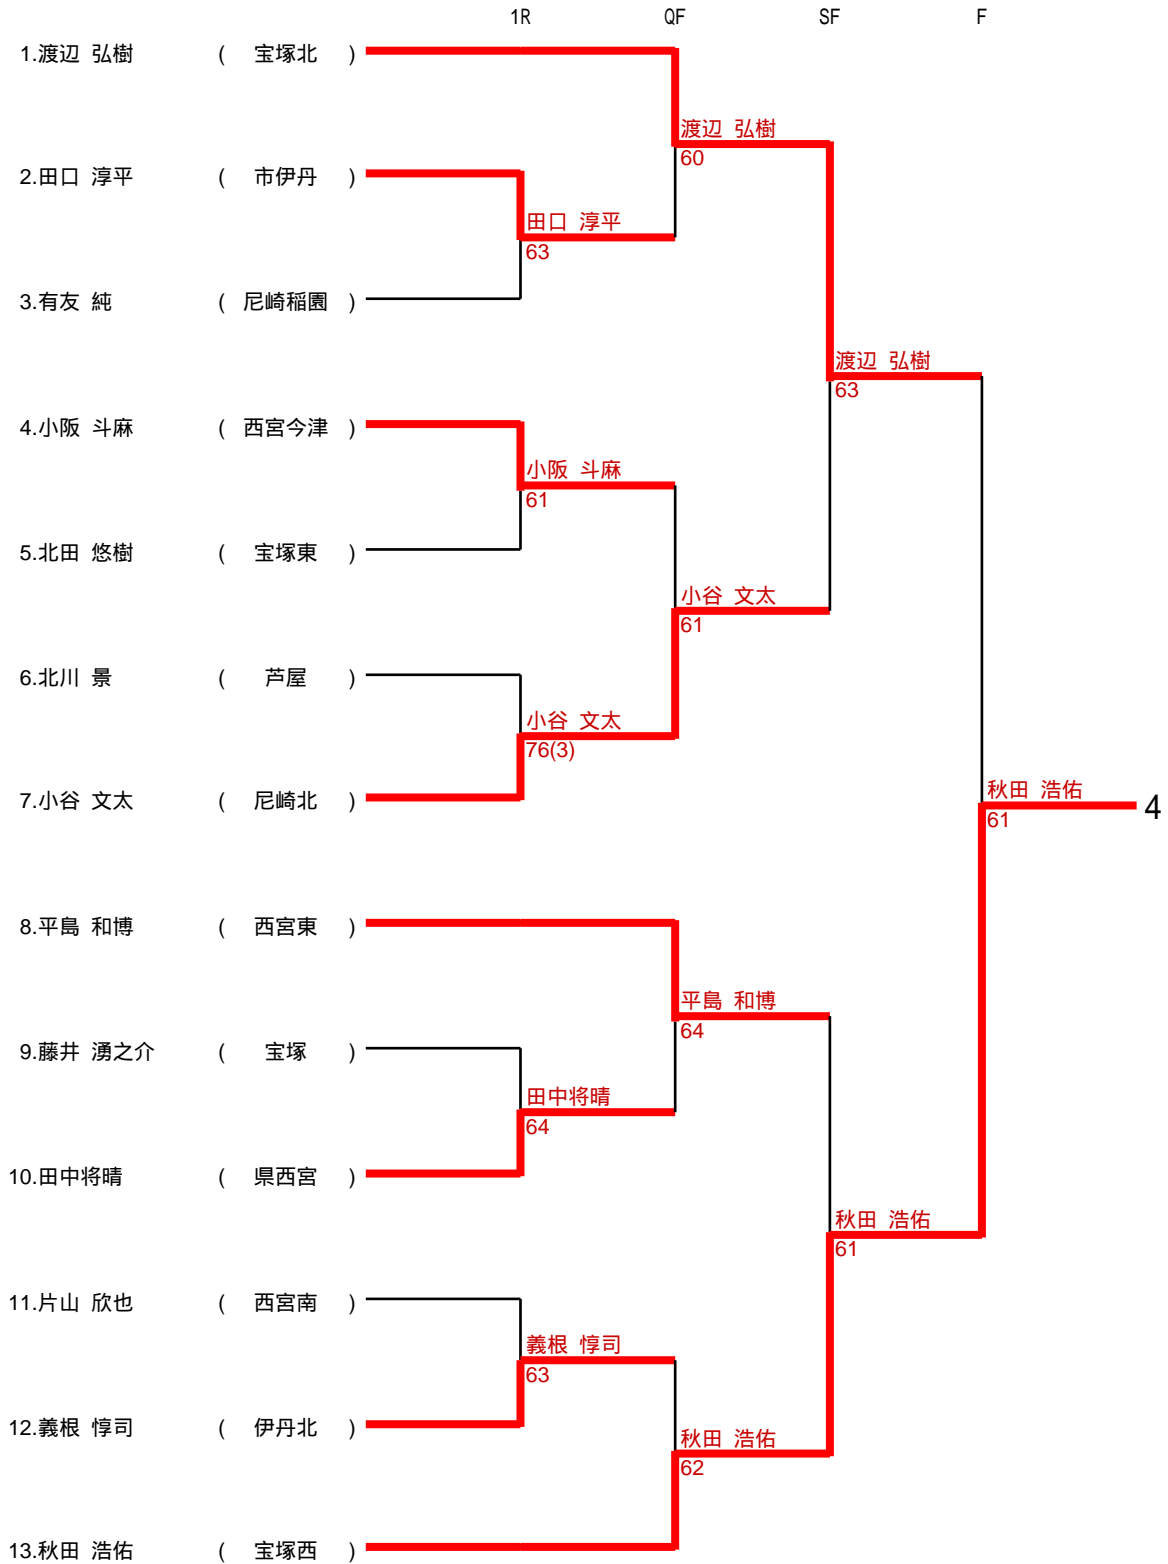 1R QF SF F
1.渡辺 弘樹 ( 宝塚北 )
渡辺 弘樹
60
2.田口 淳平 ( 市伊丹 )
田口 淳平
63
3.有友 純 ( 尼崎稲園 )
渡辺 弘樹
63
4.小阪 斗麻 ( 西宮今津 )
小阪 斗麻
61
5.北田 悠樹 ( 宝塚東 )
小谷 文太
61
6.北川 景 ( 芦屋 )
小谷 文太
76(3)
7.小谷 文太 ( 尼崎北 )
秋田 浩佑
61
4
8.平島 和博 ( 西宮東 )
平島 和博
64
9.藤井 湧之介 ( 宝塚 )
田中将晴
64
10.田中将晴 ( 県西宮 )
秋田 浩佑
61
11.片山 欣也 ( 西宮南 )
義根 惇司
63
12.義根 惇司 ( 伊丹北 )
秋田 浩佑
62
13.秋田 浩佑 ( 宝塚西 )